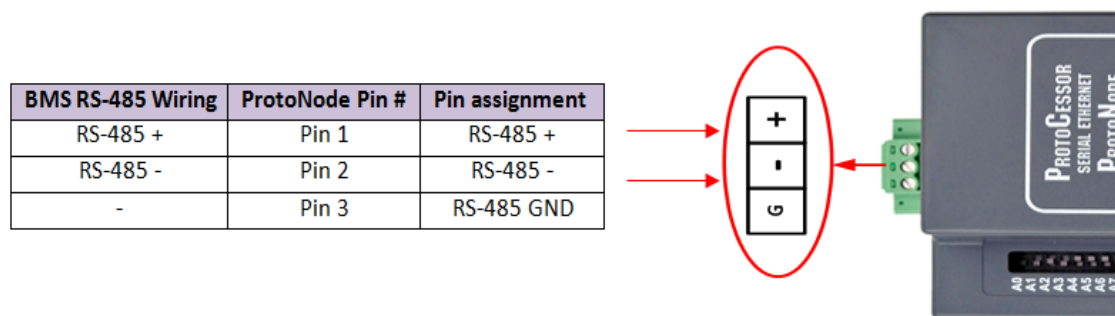 BMS RS-485 Wiring ProtoNode Pin # Pin assignment
RS-485 + Pin 1 RS-485 +
RS-485 - Pin 2 RS-485 -
- Pin 3 RS-485 GND
+
-
G
PROTOCESSOR
SERIAL ETHERNET
PROTONODE
A0
A1
A2
A3
A4
A5
A6
A7